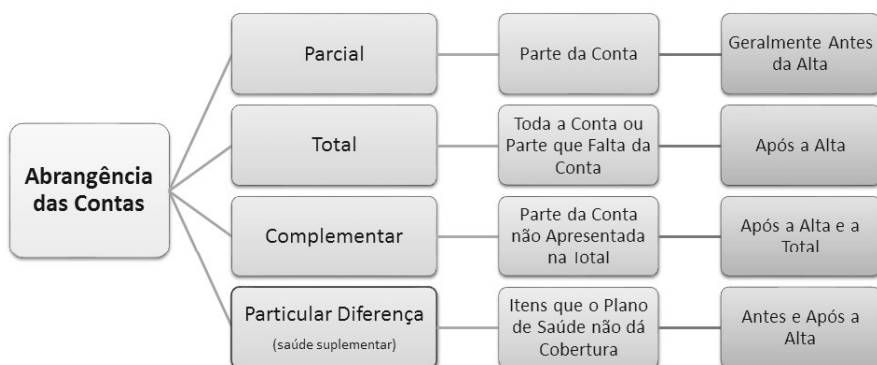 Abrangência
das Contas
Parcial
Parte da Conta
Geralmente Antes
da Alta
Total
Toda a Conta ou
Parte que Falta da
Conta
Após a Alta
Complementar
Parte da Conta
não Apresentada
na Total
Após a Alta e a
Total
Particular Diferença
(saúde suplementar)
Itens que o Plano
de Saúde não dá
Cobertura
Antes e Após a
Alta